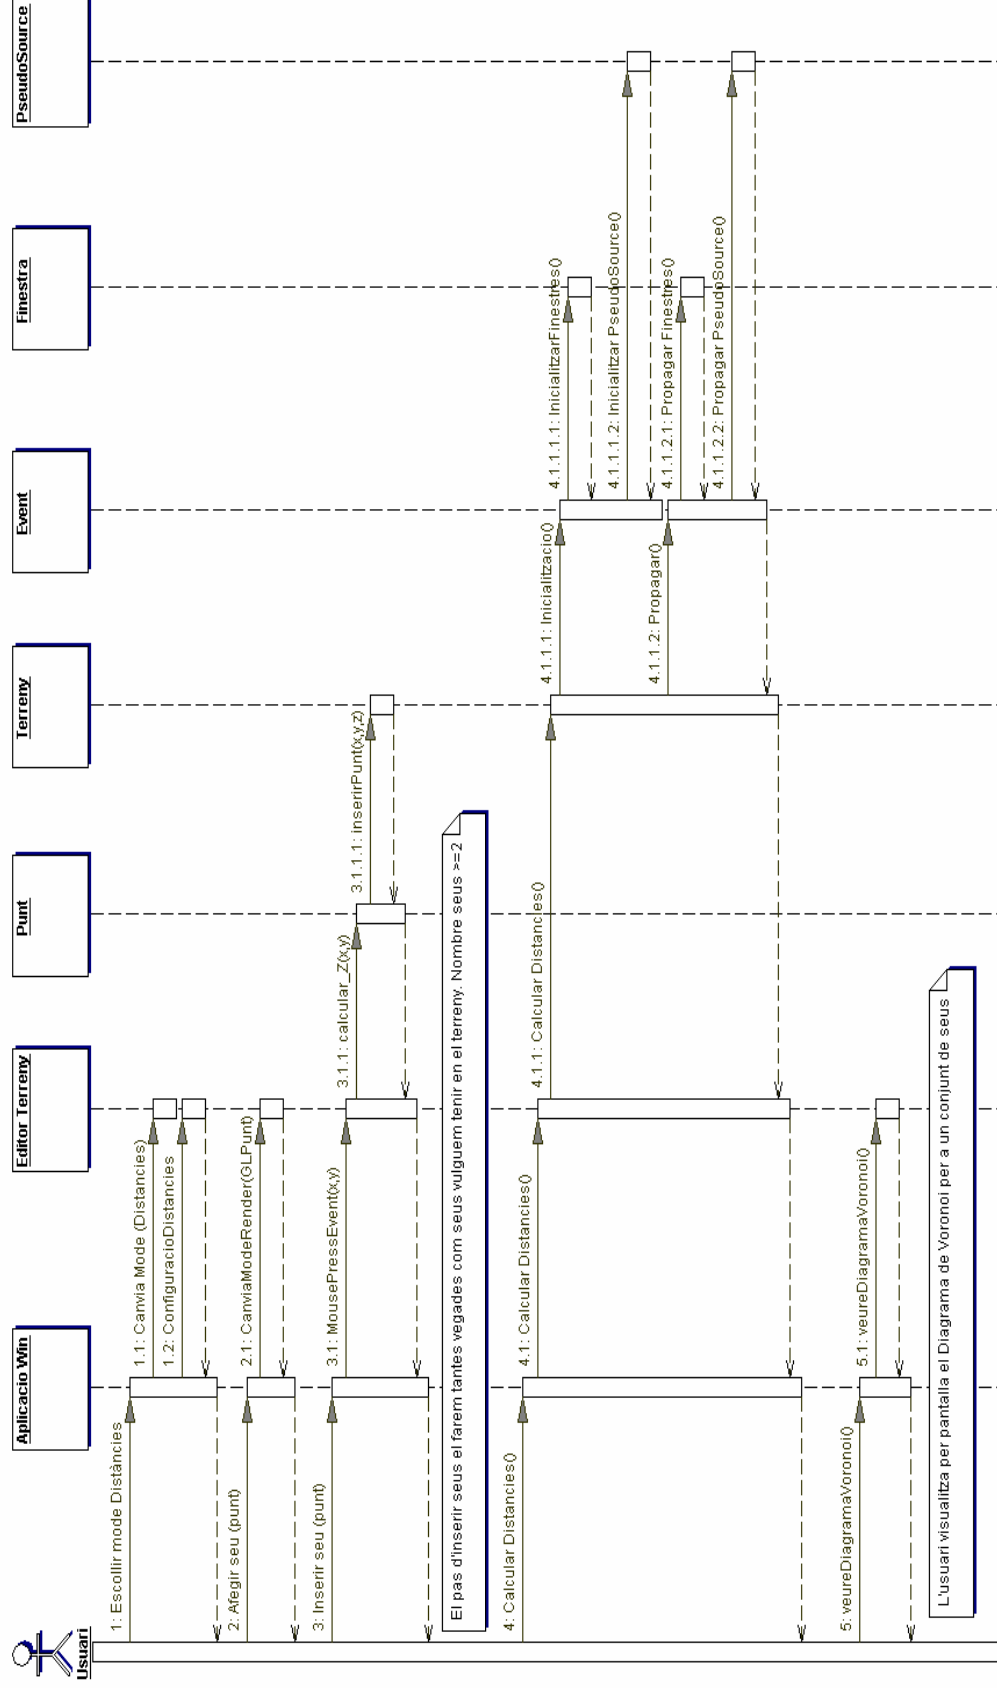 Usuari
Aplicacio Win
Editor Terreny
Punt
Terreny
Event
Finestra
PseudoSource
1: Escollir mode Distàncies
1.1: Canvia Mode (Distancies)
1.2: ConfiguracioDistancies
2: Afegir seu (punt)
2.1: CanviaModeRender(GLPunt)
3: Inserir seu (punt)
3.1: MousePressEvent(x,y)
3.1.1: calcular_Z(x,y)
3.1.1.1: inserirPunt(x,y,z)
El pas d'inserir seus el farem tantes vegades com seus vulguem tenir en el terreny. Nombre seus >=2
4: Calcular Distancies()
4.1: Calcular Distancies()
4.1.1: Calcular Distancies()
4.1.1.1: Inicialitzacio()
4.1.1.1.1: InicialitzarFinestres()
4.1.1.1.2: Inicialitzar PseudoSource()
4.1.1.2: Propagar()
4.1.1.2.1: Propagar Finestres()
4.1.1.2.2: Propagar PseudoSource()
5: veureDiagramaVoronoi()
5.1: veureDiagramaVoronoi()
L'usuari visualitza per pantalla el Diagrama de Voronoi per a un conjunt de seus